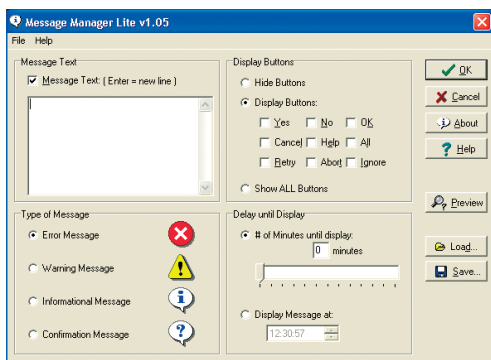 Message Manager Lite v1.05
File Help
Message Text
Message Text: ( Enter = new line )
Display Buttons
Hide Buttons
Display Buttons:
Yes No OK
Cancel Help All
Retry Abort Ignore
Show ALL Buttons
Type of Message
Error Message
Warning Message
Informational Message
Confirmation Message
Delay until Display
# of Minutes until display:
0 minutes
Display Message at:
12:30:57
OK
Cancel
About
Help
Preview
Load...
Save...